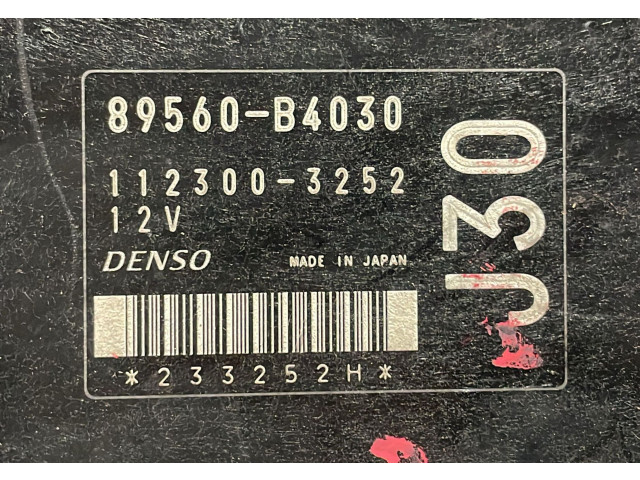 89560-B4030
112300-3252
12V
DENSO MADE IN JAPAN
*233252H*
J30